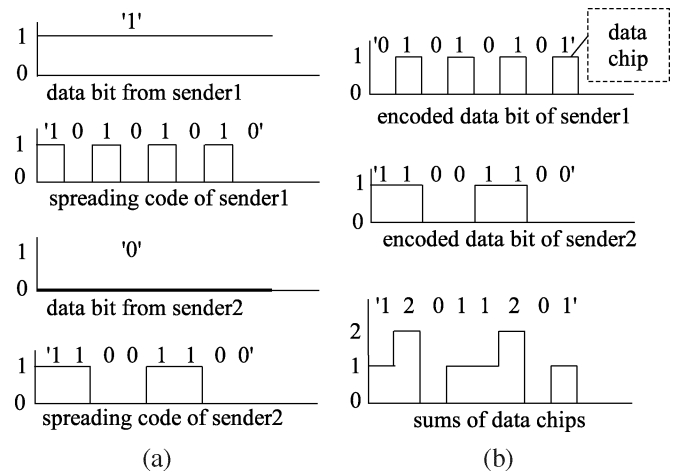 '1'
1
0
data bit from sender1
'1 0 1 0 1 0 1 0'
1
0
spreading code of sender1
'0'
1
0
data bit from sender2
'1 1 0 0 1 1 0 0'
1
0
spreading code of sender2
(a)
'0 1 0 1 0 1 0 1'
data
chip
1
0
encoded data bit of sender1
'1 1 0 0 1 1 0 0'
1
0
encoded data bit of sender2
'1 2 0 1 1 2 0 1'
2
1
0
sums of data chips
(b)